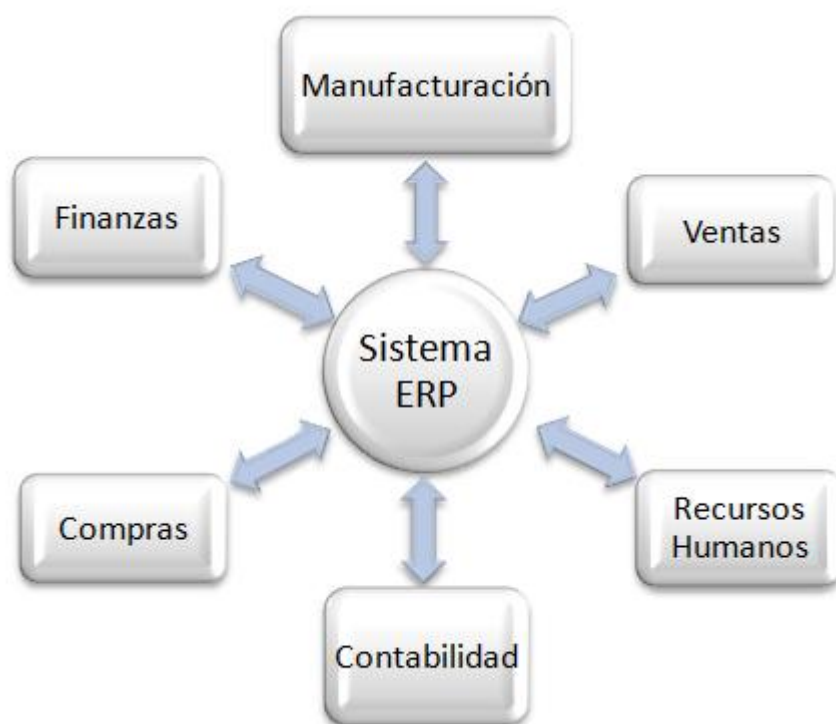 Manufacturación
Finanzas
Ventas
Sistema
ERP
Compras
Recursos
Humanos
Contabilidad